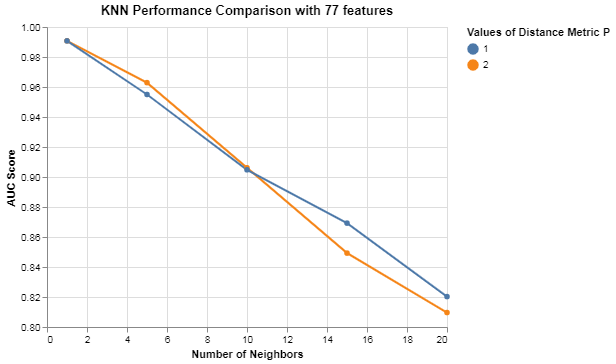 KNN Performance Comparison with 77 features
Values of Distance Metric P
1
2
AUC Score
1.00
0.98
0.96
0.94
0.92
0.90
0.88
0.86
0.84
0.82
0.80
0 2 4 6 8 10 12 14 16 18 20
Number of Neighbors